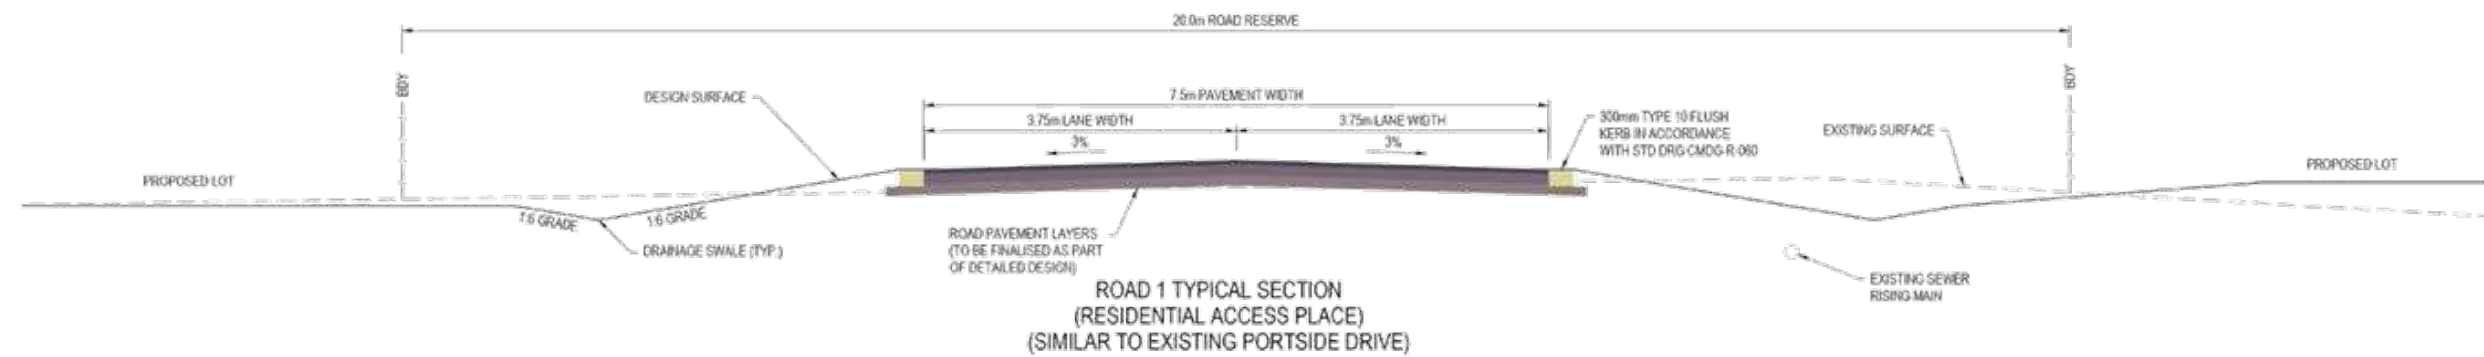 20.0m ROAD RESERVE
BDY
BDY
DESIGN SURFACE
7.5m PAVEMENT WIDTH
3.75m LANE WIDTH
3.75m LANE WIDTH
3%
3%
300mm TYPE 10 FLUSH
KERB IN ACCORDANCE
WITH STD DRG CMDG-R-060
EXISTING SURFACE
PROPOSED LOT
PROPOSED LOT
1:6 GRADE
1:6 GRADE
DRAINAGE SWALE (TYP.)
ROAD PAVEMENT LAYERS
(TO BE FINALISED AS PART
OF DETAILED DESIGN)
EXISTING SEWER
RISING MAIN
ROAD 1 TYPICAL SECTION
(RESIDENTIAL ACCESS PLACE)
(SIMILAR TO EXISTING PORTSIDE DRIVE)